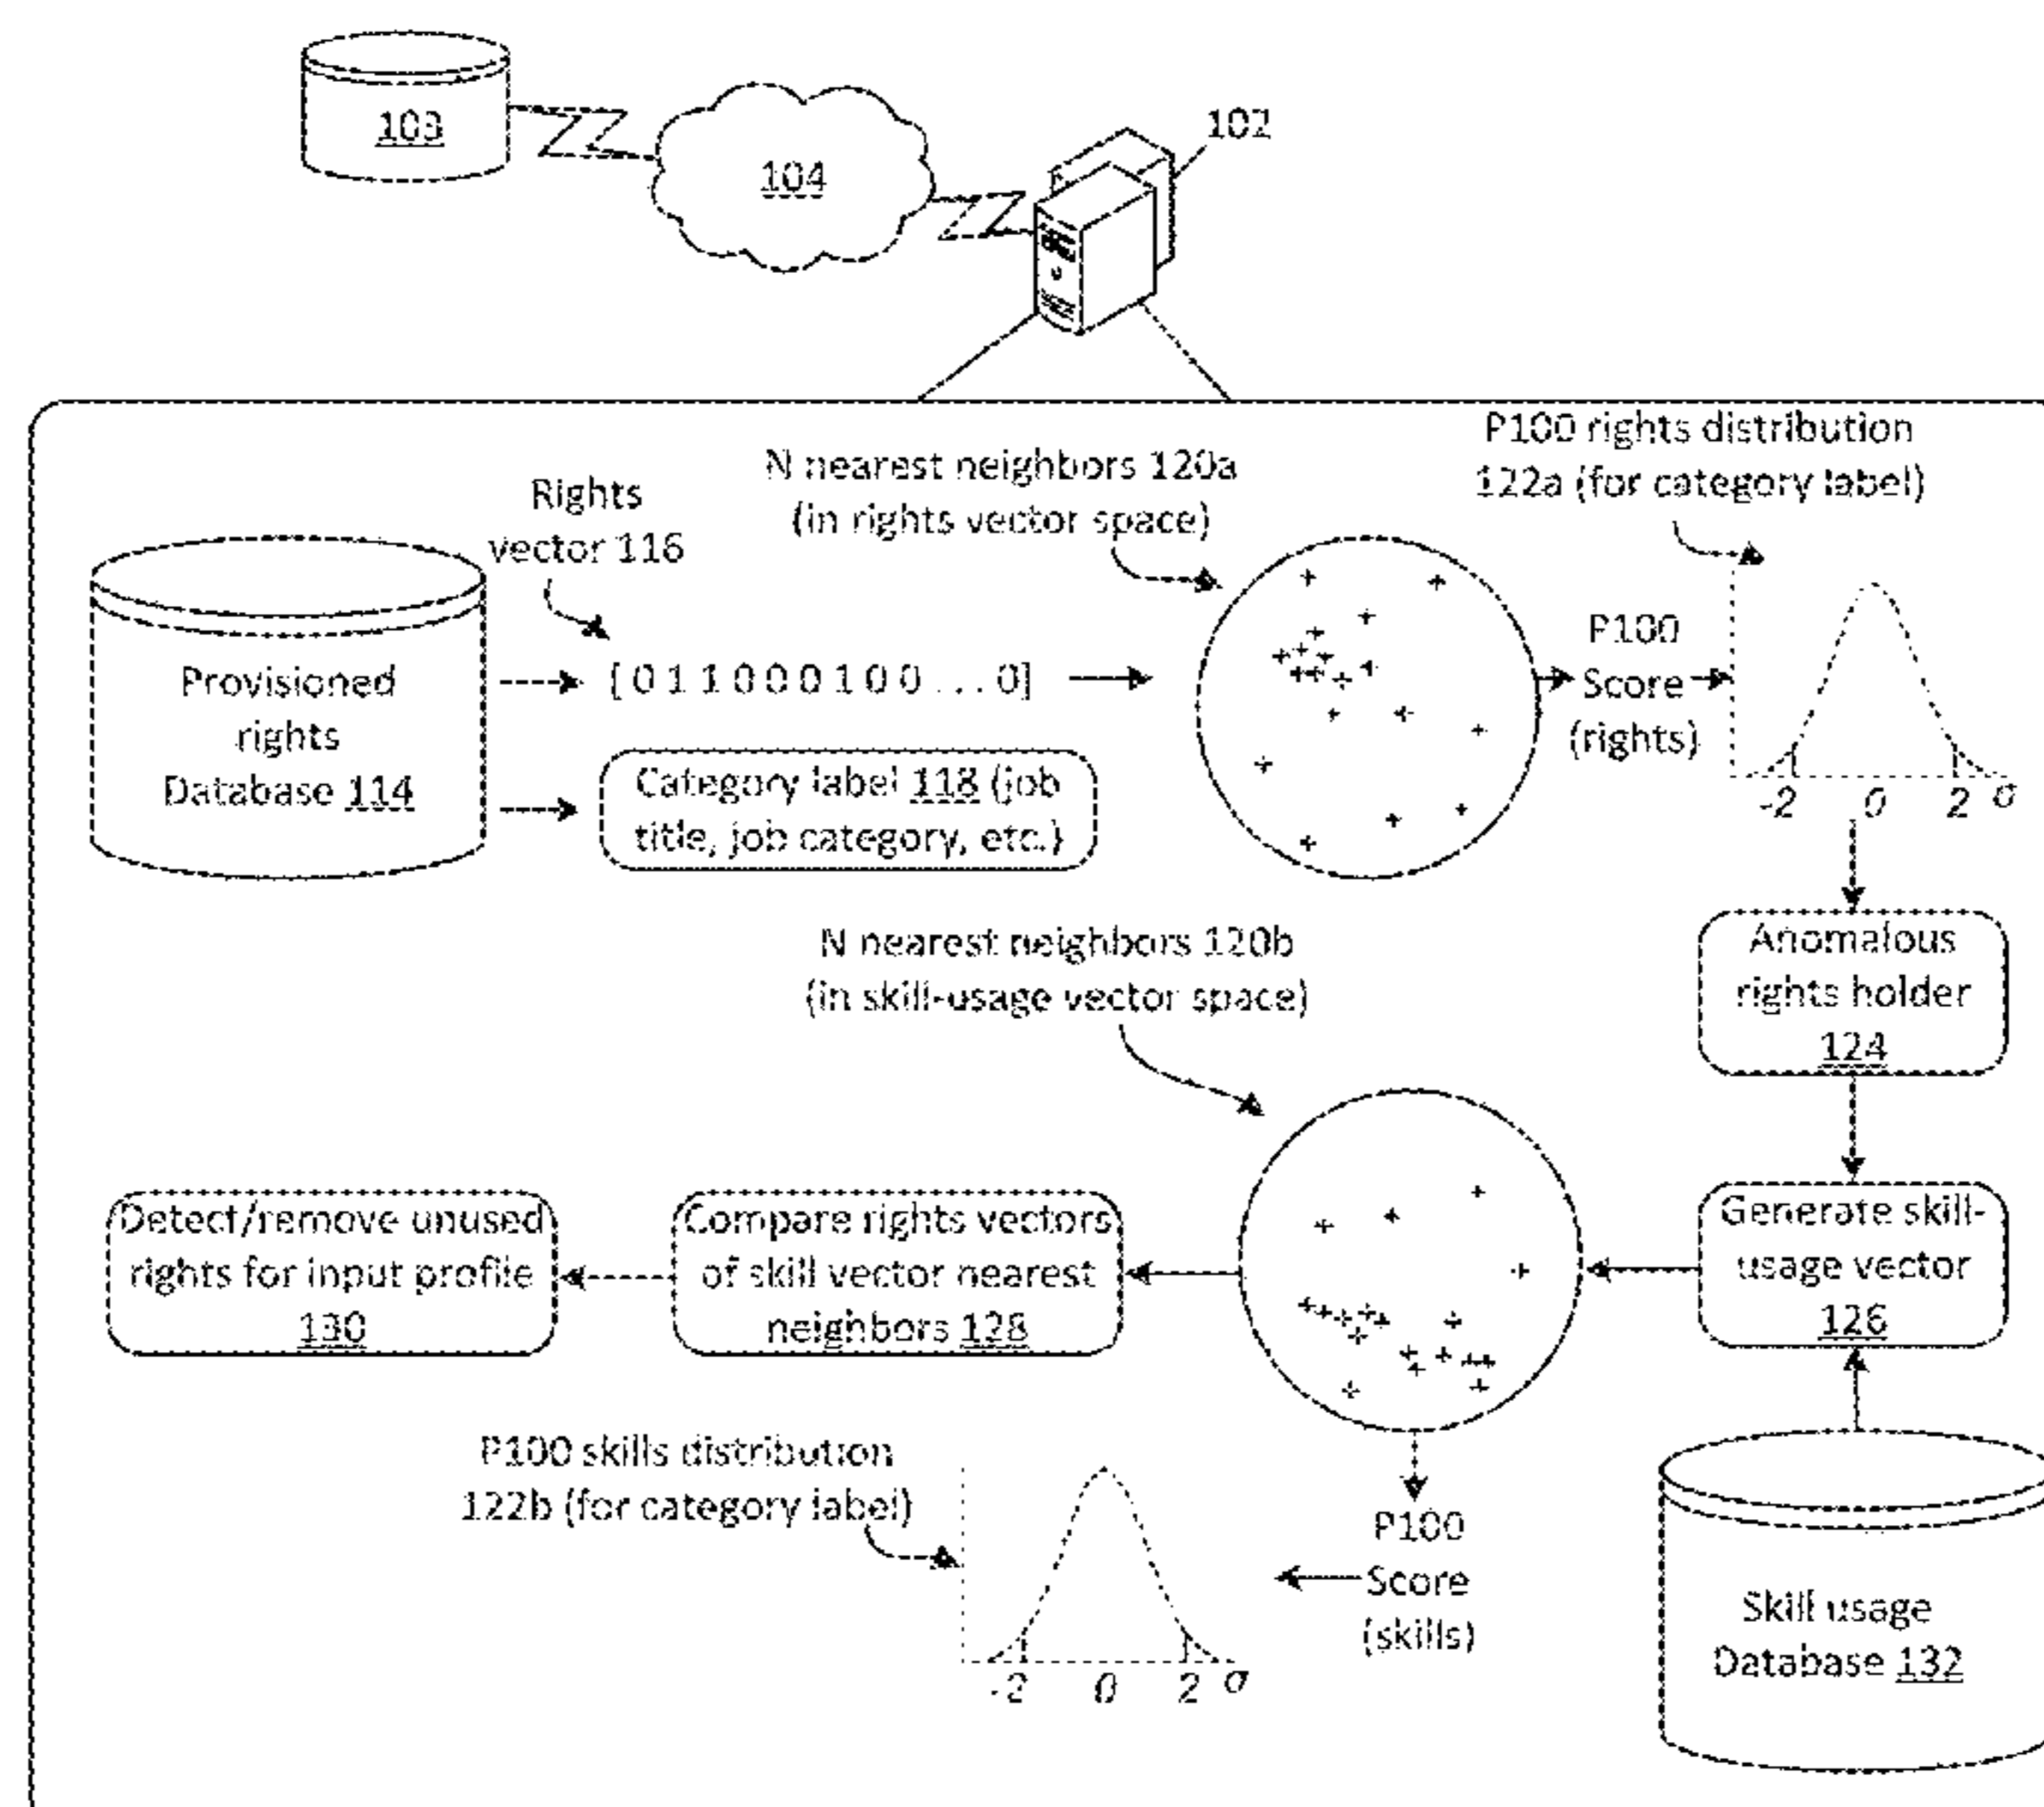 103
104
102
P100 rights distribution
122a (for category label)
N nearest neighbors 120a
(in rights vector space)
Rights
vector 116
Provisioned
rights
Database 114
[ 0 1 1 0 0 0 1 0 0 . . . 0]
Category label 118 (job
title, job category, etc.)
P100
Score
(rights)
-2 0 2 σ
Anomalous
rights holder
124
N nearest neighbors 120b
(in skill-usage vector space)
Detect/remove unused
rights for input profile
130
Compare rights vectors
of skill vector nearest
neighbors 128
Generate skill-
usage vector
126
P100 skills distribution
122b (for category label)
P100
Score
(skills)
-2 0 2 σ
Skill usage
Database 132